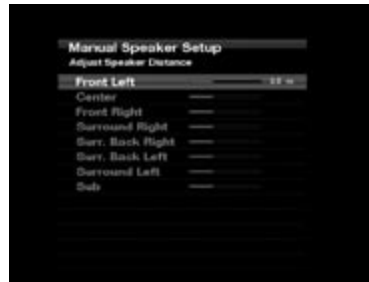 Manual Speaker Setup
Adjust Speaker Distance
Front Left
Center
Front Right
Surround Right
Surr. Back Right
Surr. Back Left
Surround Left
Sub